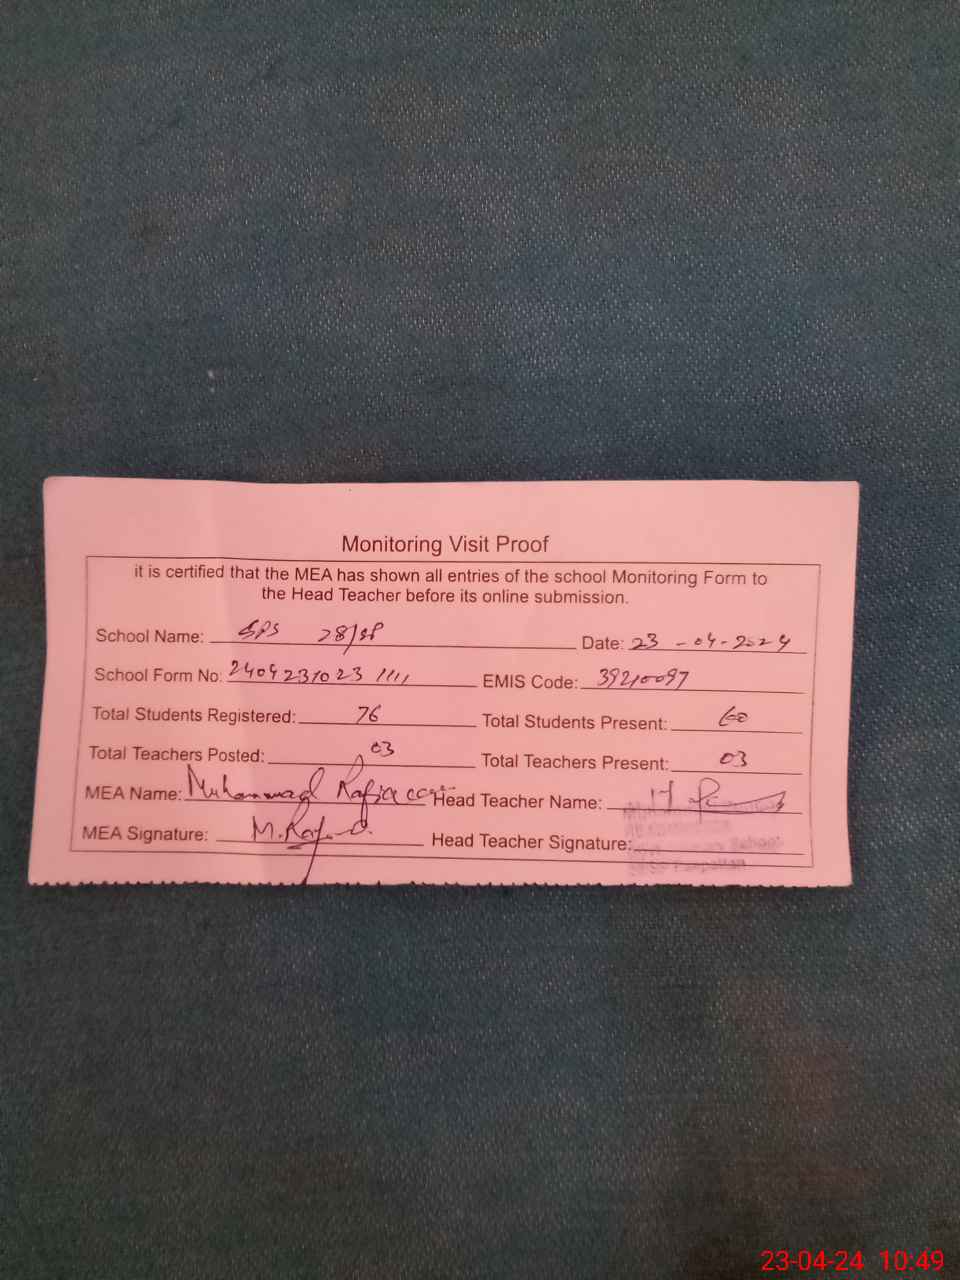 Monitoring Visit Proof
it is certified that the MEA has shown all entries of the school Monitoring Form to
the Head Teacher before its online submission.
School Name: GPS 28/SP Date: 23-04-2024
School Form No: 2404231023 1111 EMIS Code: 39210097
Total Students Registered: 76 Total Students Present: 60
Total Teachers Posted: 03 Total Teachers Present: 03
MEA Name: Muhammad Head Teacher Name:
MEA Signature: Head Teacher Signature:
23-04-24 10:49